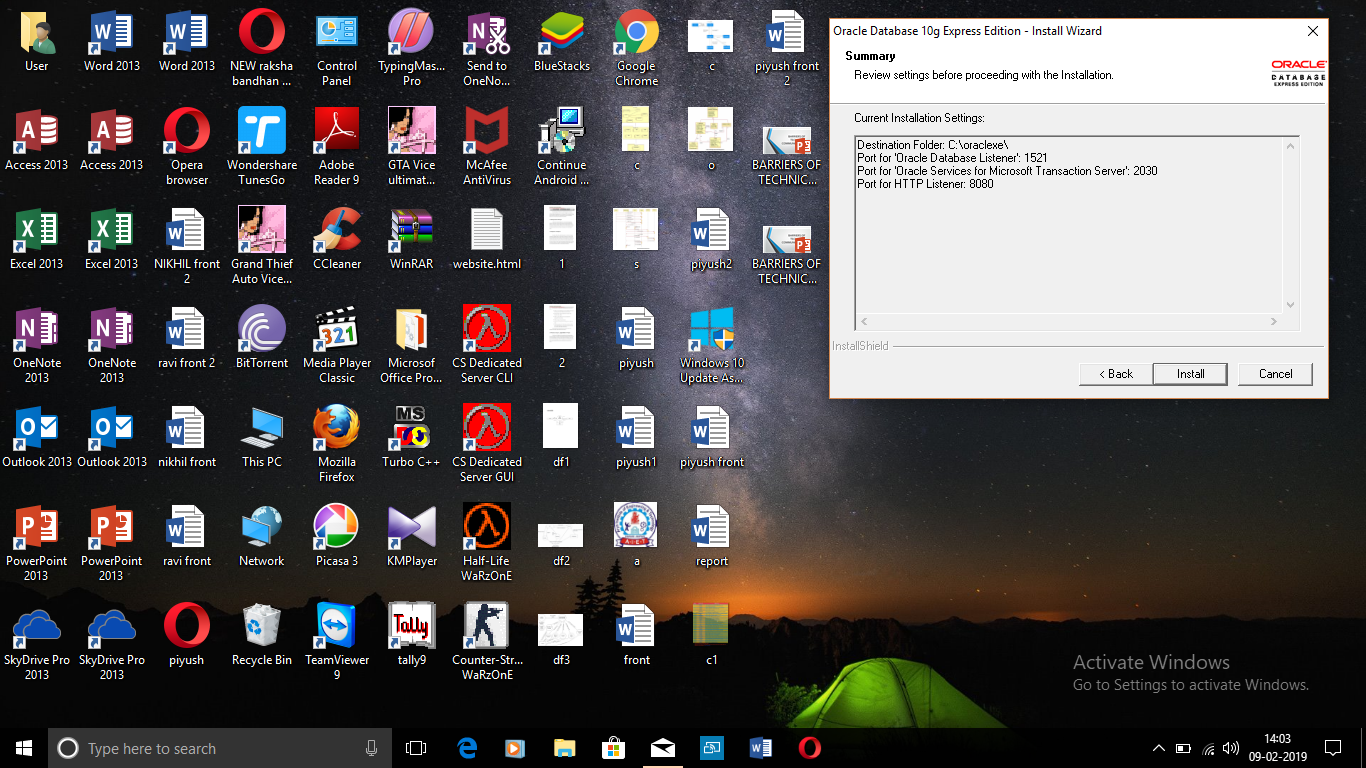 User
Word 2013
Word 2013
NEW raksha
bandhan ...
Control
Panel
TypingMas...
Pro
Send to
OneNo...
BlueStacks
Google
Chrome
c
piyush front
2
Access 2013
Access 2013
Opera
browser
Wondershare
TunesGo
Adobe
Reader 9
GTA Vice
ultimat...
McAfee
AntiVirus
Continue
Android ...
c
o
BARRIERS OF
TECHNIC...
Excel 2013
Excel 2013
NIKHIL front
2
Grand Thief
Auto Vice...
CCleaner
WinRAR
website.html
1
s
piyush2
BARRIERS OF
TECHNIC...
OneNote
2013
OneNote
2013
ravi front 2
BitTorrent
Media Player
Classic
Microsof
Office Pro...
CS Dedicated
Server CLI
2
piyush
Windows 10
Update As...
Outlook 2013
Outlook 2013
nikhil front
This PC
Mozilla
Firefox
MS
Turbo C++
CS Dedicated
Server GUI
df1
piyush1
piyush front
PowerPoint
2013
PowerPoint
2013
ravi front
Network
Picasa 3
KMPlayer
Half-Life
WaRzOnE
df2
a
report
SkyDrive Pro
2013
SkyDrive Pro
2013
piyush
Recycle Bin
TeamViewer
9
Tally
tally9
Counter-Str...
WaRzOnE
df3
front
c1
Oracle Database 10g Express Edition - Install Wizard
Summary
Review settings before proceeding with the Installation.
ORACLE
DATABASE
EXPRESS EDITION
Current Installation Settings:
Destination Folder: C:\oraclexe\
Port for 'Oracle Database Listener': 1521
Port for 'Oracle Services for Microsoft Transaction Server': 2030
Port for HTTP Listener: 8080
InstallShield
< Back
Install
Cancel
Activate Windows
Go to Settings to activate Windows.
Type here to search
14:03
09-02-2019